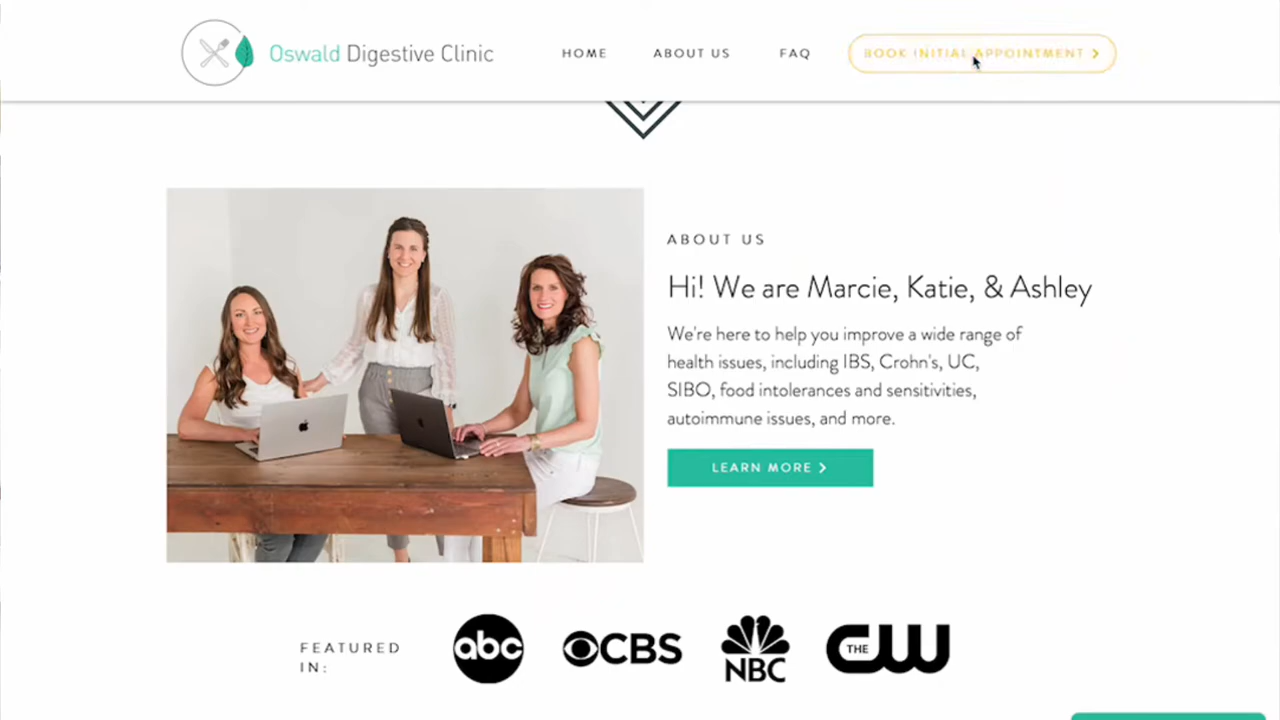 Oswald Digestive Clinic
HOME
ABOUT US
FAQ
BOOK INITIAL APPOINTMENT >
ABOUT US
Hi! We are Marcie, Katie, & Ashley
We're here to help you improve a wide range of
health issues, including IBS, Crohn's, UC,
SIBO, food intolerances and sensitivities,
autoimmune issues, and more.
LEARN MORE >
FEATURED
IN:
abc
CBS
NBC
THE CW